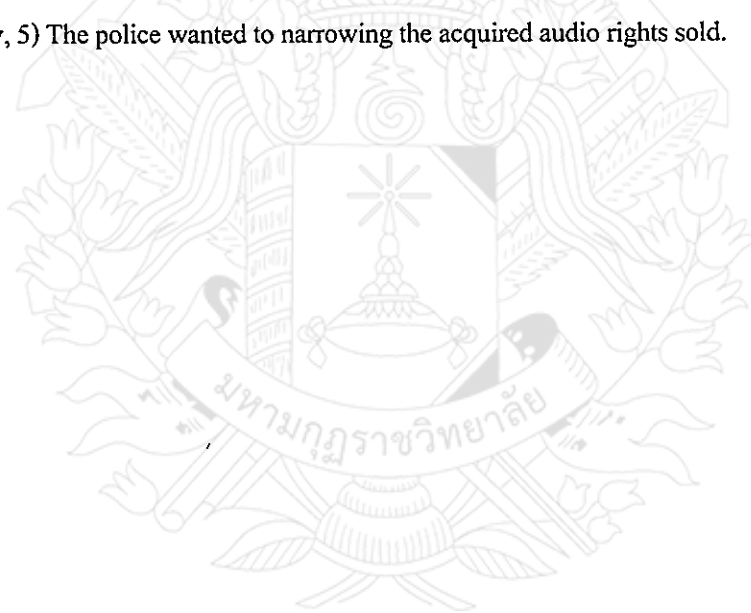 , 5) The police wanted to narrowing the acquired audio rights sold.
มหามกุฏราชวิทยาลัย